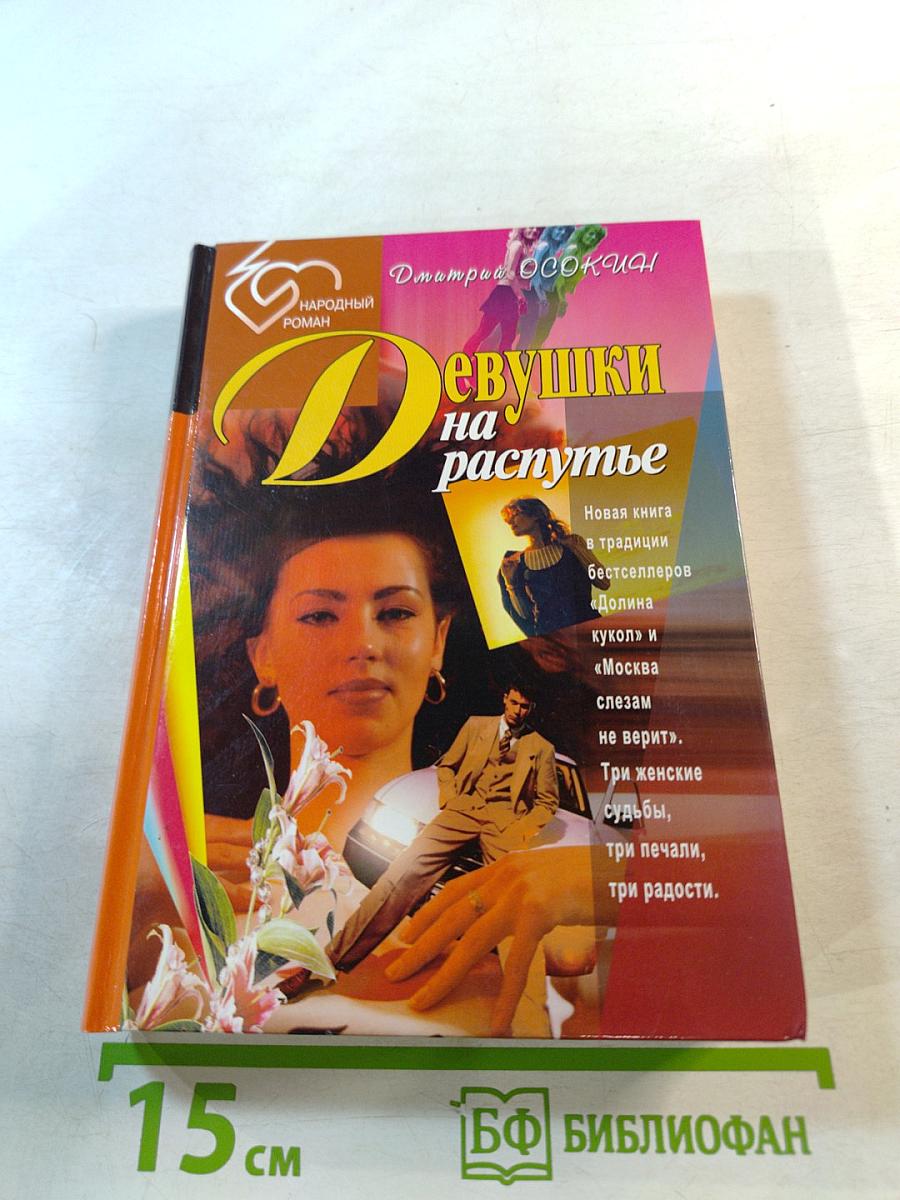 Дмитрий ОСОКИН
НАРОДНЫЙ
РОМАН
Девушки
на
распутье
Новая книга
в традиции
бестселлеров
«Долина
кукол» и
«Москва
слезам
не верит».
Три женские
судьбы,
три печали,
три радости.
15 см
БФ БИБЛИОФАН